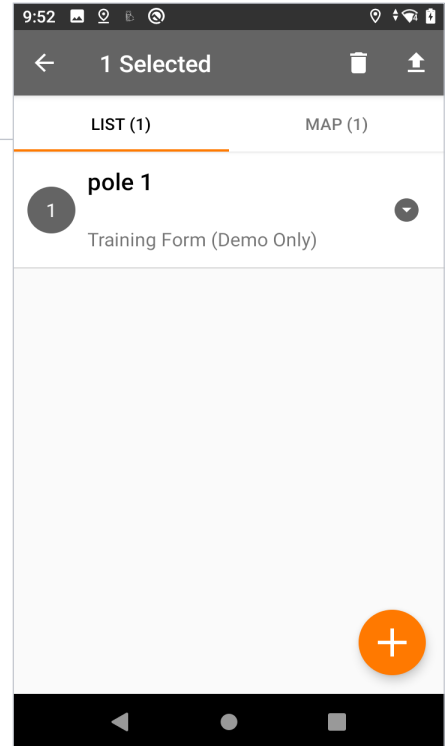 9:52
1 Selected
LIST (1)
MAP (1)
1
pole 1
Training Form (Demo Only)